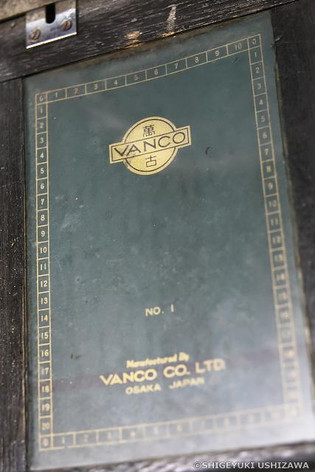 萬
VANCO
古
NO. 1
Manufactured By
VANCO CO. LTD
OSAKA JAPAN
©SHIGEYUKI USHIZAWA